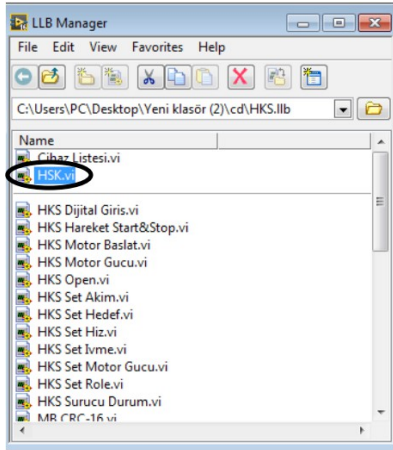 LLB Manager
File Edit View Favorites Help
C:\Users\PC\Desktop\Yeni klasör (2)\cd\HKS.llb
Name
Cihaz Listesi.vi
HSK.vi
HKS Dijital Giris.vi
HKS Hareket Start&Stop.vi
HKS Motor Baslat.vi
HKS Motor Gucu.vi
HKS Open.vi
HKS Set Akim.vi
HKS Set Hedef.vi
HKS Set Hiz.vi
HKS Set Ivme.vi
HKS Set Motor Gucu.vi
HKS Set Role.vi
HKS Surucu Durum.vi
MB CRC-16.vi